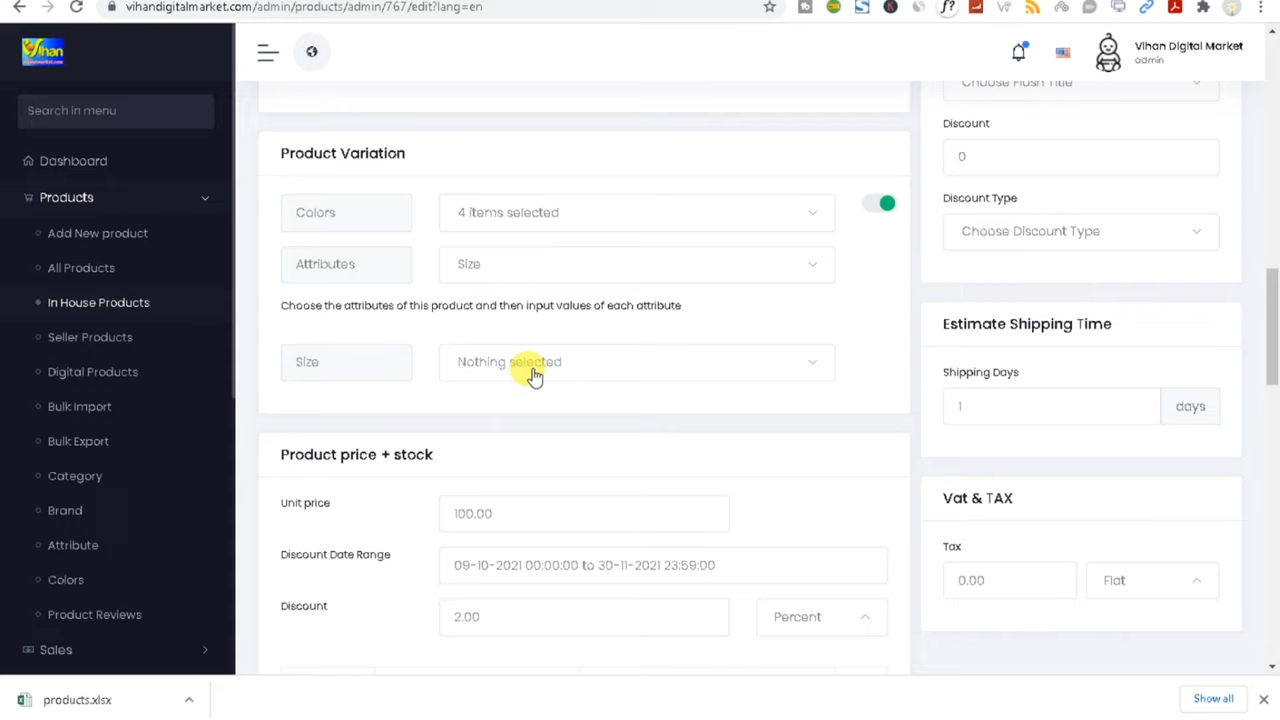 vihandigitalmarket.com/admin/products/admin/767/edit?lang=en
Vihan
Search in menu
Dashboard
Products
Add New product
All Products
In House Products
Seller Products
Digital Products
Bulk Import
Bulk Export
Category
Brand
Attribute
Colors
Product Reviews
Sales
Vihan Digital Market
admin
Product Variation
Colors
4 items selected
Attributes
Size
Choose the attributes of this product and then input values of each attribute
Size
Nothing selected
Product price + stock
Unit price
100.00
Discount Date Range
09-10-2021 00:00:00 to 30-11-2021 23:59:00
Discount
2.00
Percent
Choose Flash Title
Discount
0
Discount Type
Choose Discount Type
Estimate Shipping Time
Shipping Days
1
days
Vat & TAX
Tax
0.00
Flat
products.xlsx
Show all